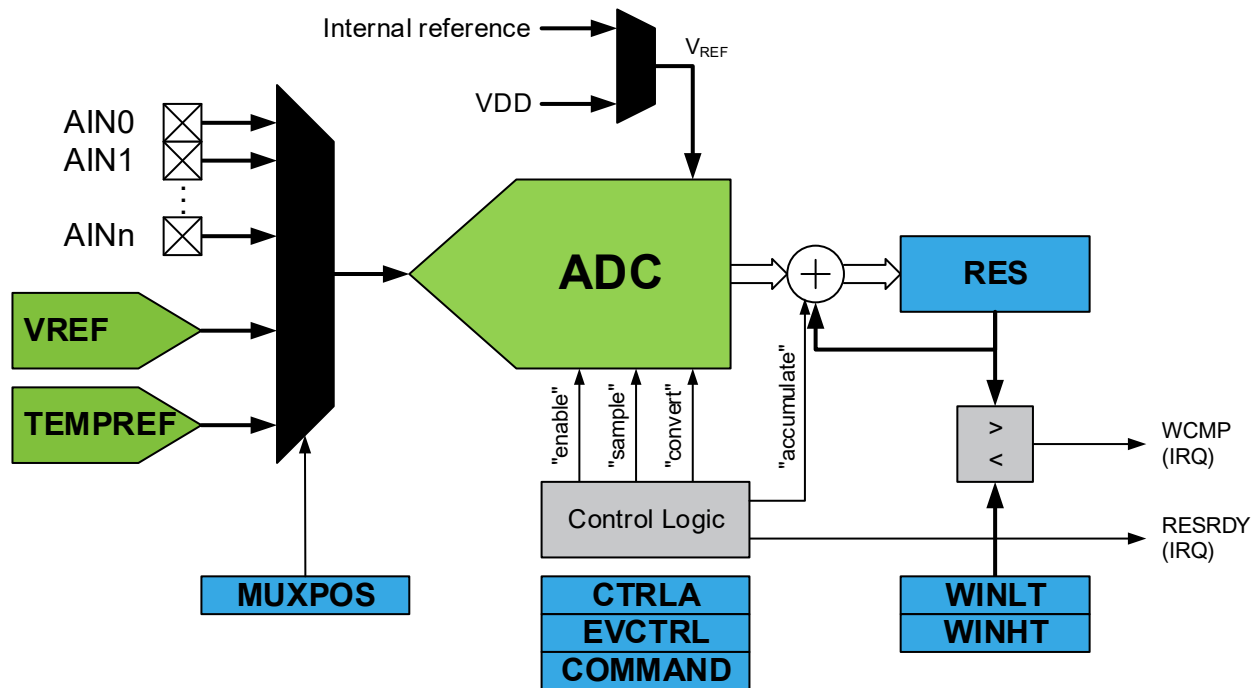 Internal reference
VREF
VDD
AIN0
AIN1
AINn
ADC
RES
VREF
TEMPREF
"enable"
"sample"
"convert"
"accumulate"
>
<
WCMP
(IRQ)
Control Logic
RESRDY
(IRQ)
MUXPOS
CTRLA
EVCTRL
COMMAND
WINLT
WINHT